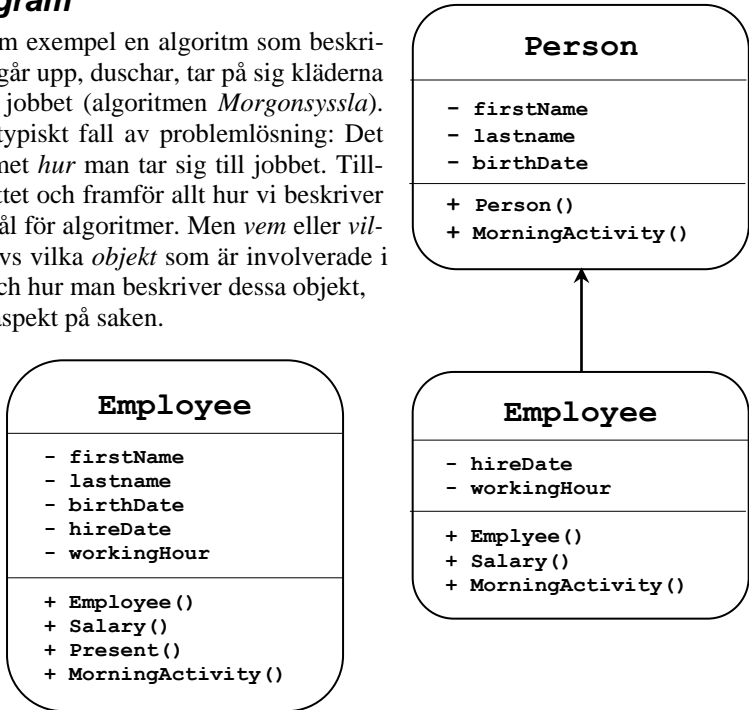 gram
m exempel en algoritm som beskri-
går upp, duschar, tar på sig kläderna
jobbet (algoritmen Morgonsyssla).
typiskt fall av problemlösning: Det
met hur man tar sig till jobbet. Till-
ttet och framför allt hur vi beskriver
ål för algoritmer. Men vem eller vil-
vs vilka objekt som är involverade i
ch hur man beskriver dessa objekt,
aspekt på saken.
Person
- firstName
- lastname
- birthDate
+ Person()
+ MorningActivity()
Employee
- firstName
- lastname
- birthDate
- hireDate
- workingHour
+ Employee()
+ Salary()
+ Present()
+ MorningActivity()
Employee
- hireDate
- workingHour
+ Emplyee()
+ Salary()
+ MorningActivity()